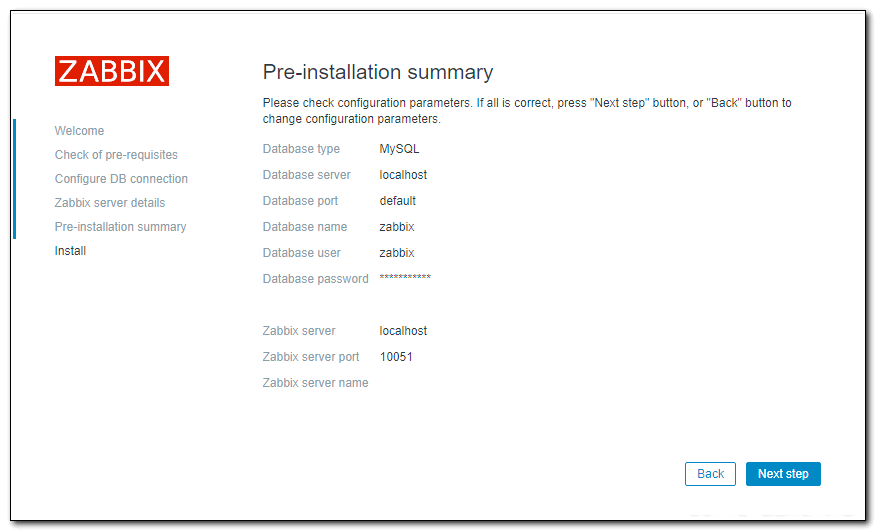 ZABBIX
Welcome
Check of pre-requisites
Configure DB connection
Zabbix server details
Pre-installation summary
Install
Pre-installation summary
Please check configuration parameters. If all is correct, press "Next step" button, or "Back" button to
change configuration parameters.
Database type MySQL
Database server localhost
Database port default
Database name zabbix
Database user zabbix
Database password ***********
Zabbix server localhost
Zabbix server port 10051
Zabbix server name
Back Next step